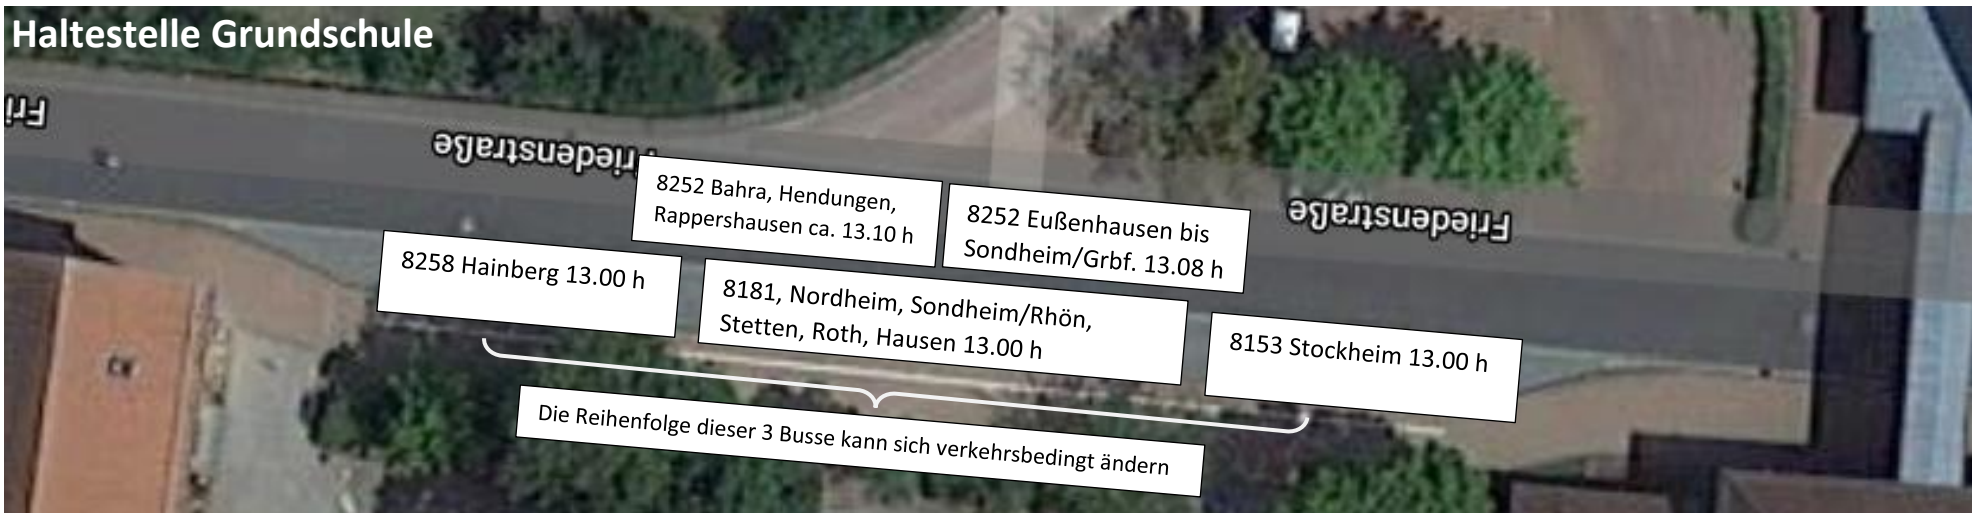 Haltestelle Grundschule
Fri
Friedenstraße
Friedenstraße
8252 Bahra, Hendungen,
Rappershausen ca. 13.10 h
8252 Eußenhausen bis
Sondheim/Grbf. 13.08 h
8258 Hainberg 13.00 h
8181, Nordheim, Sondheim/Rhön,
Stetten, Roth, Hausen 13.00 h
8153 Stockheim 13.00 h
Die Reihenfolge dieser 3 Busse kann sich verkehrsbedingt ändern